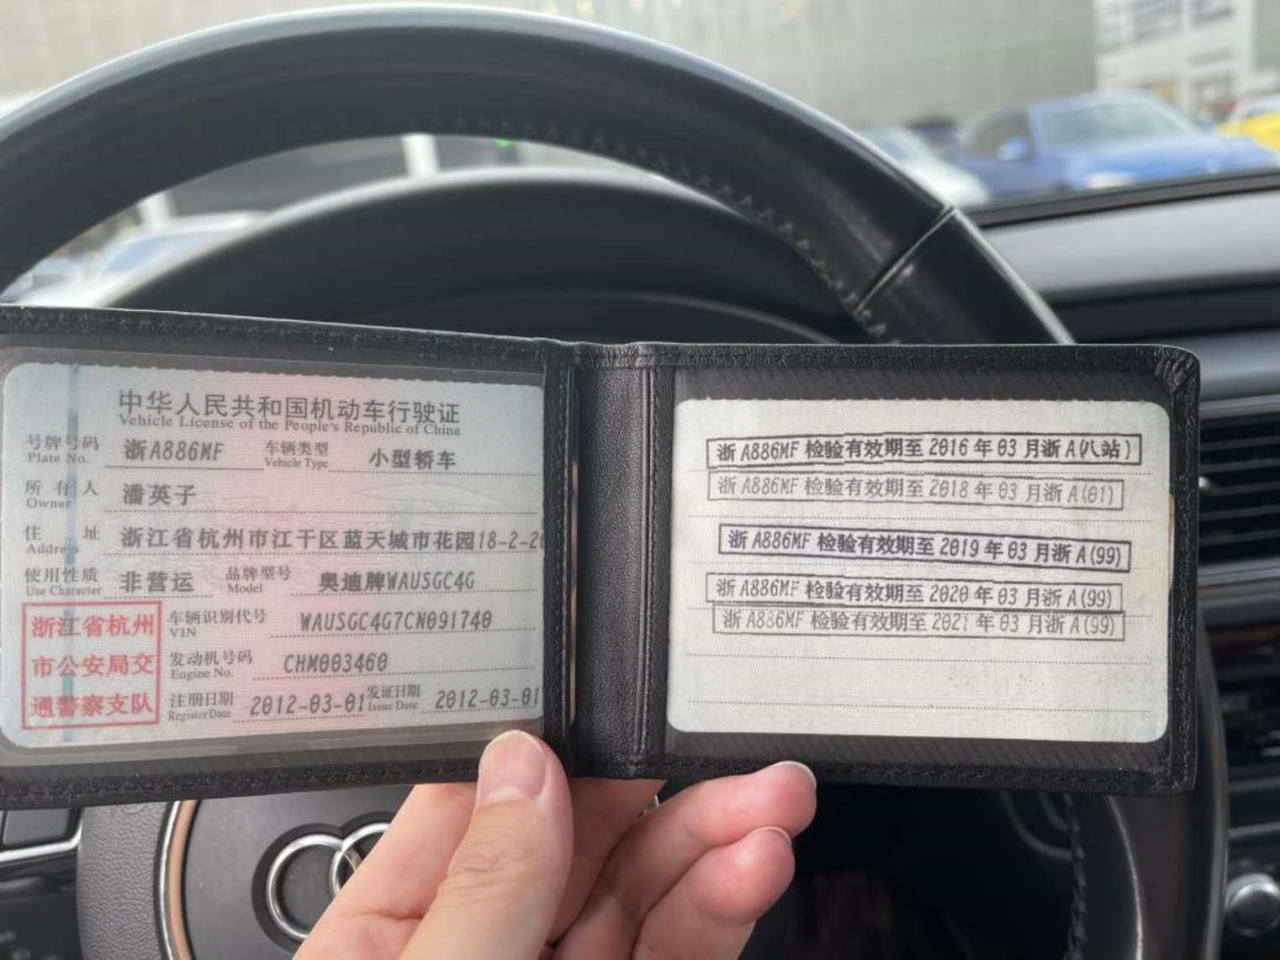 中华人民共和国机动车行驶证
Vehicle License of the People's Republic of China
号牌号码 浙A886MF 车辆类型 小型轿车
Plate No. Vehicle Type
所有人 潘英子
Owner
住址 浙江省杭州市江干区蓝天城市花园18-2-20
Address
使用性质 非营运 品牌型号 奥迪牌WAUSGC4G
Use Character Model
浙江省杭州
市公安局交
通警察支队
车辆识别代号 WAUSGC4G7CN091740
VIN
发动机号码 CHM003460
Engine No.
注册日期 2012-03-01 发证日期 2012-03-01
Register Date Issue Date
浙A886MF 检验有效期至2016年03月浙A(八站)
浙A886MF 检验有效期至2018年03月浙A(01)
浙A886MF 检验有效期至2019年03月浙A(99)
浙A886MF 检验有效期至2020年03月浙A(99)
浙A886MF 检验有效期至2021年03月浙A(99)